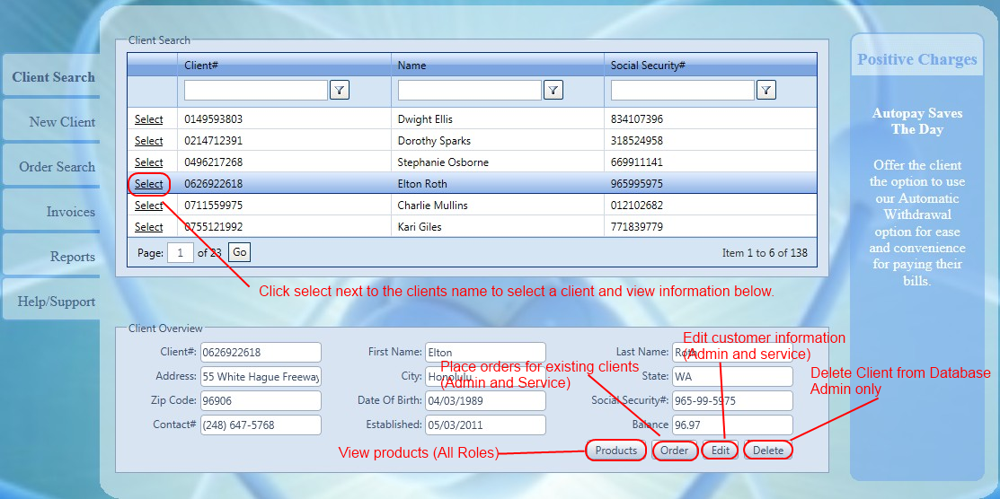 Client Search
New Client
Order Search
Invoices
Reports
Help/Support
Client Search
Client# Name Social Security#
Select 0149593803 Dwight Ellis 834107396
Select 0214712391 Dorothy Sparks 318524958
Select 0496217268 Stephanie Osborne 669911141
Select 0626922618 Elton Roth 965995975
Select 0711559975 Charlie Mullins 012102682
Select 0755121992 Kari Giles 771839779
Page: 1 of 23 Go Item 1 to 6 of 138
Click select next to the clients name to select a client and view information below.
Client Overview
Client#: 0626922618 First Name: Elton Last Name: Roth
Address: 55 White Hague Freeway City: Honolulu State: WA
Zip Code: 96906 Date Of Birth: 04/03/1989 Social Security#: 965-99-5975
Contact# (248) 647-5768 Established: 05/03/2011 Balance 96.97
Products Order Edit Delete
View products (All Roles)
Place orders for existing clients
(Admin and Service)
Edit customer information
(Admin and service)
Delete Client from Database
Admin only
Positive Charges
Autopay Saves
The Day
Offer the client
the option to use
our Automatic
Withdrawal
option for ease
and convenience
for paying their
bills.